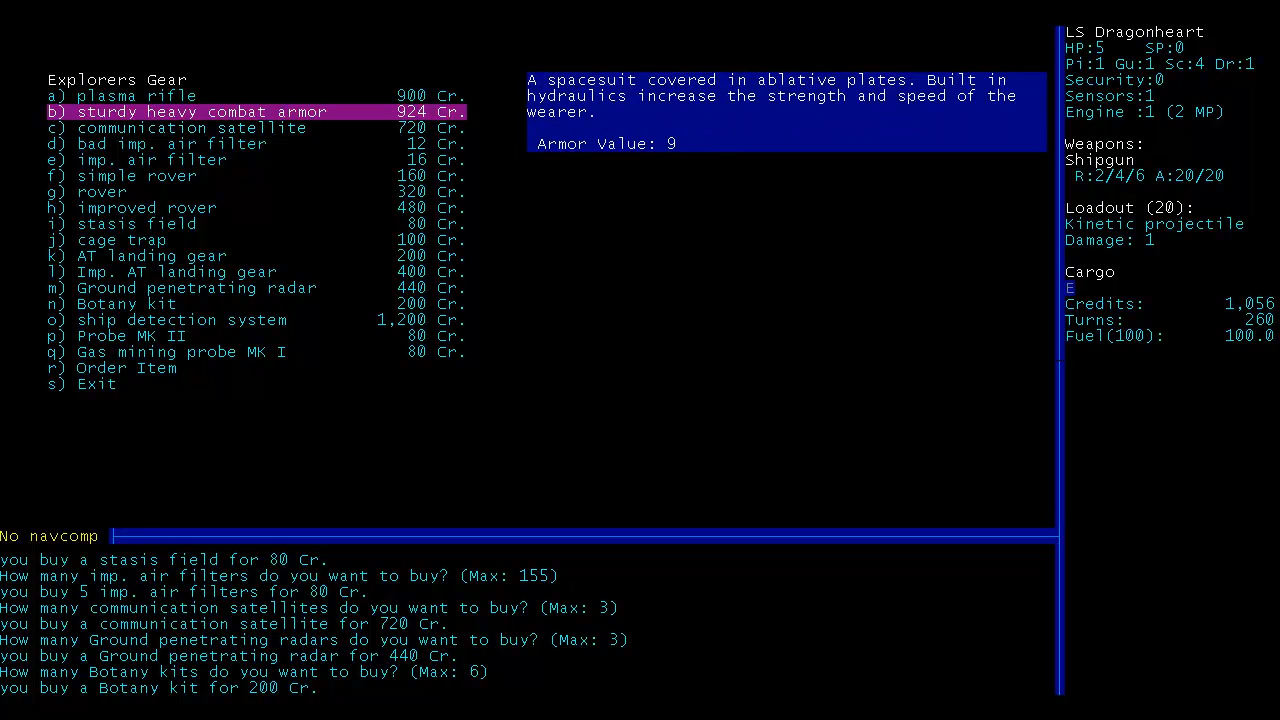 Explorers Gear
a) plasma rifle 900 Cr.
b) sturdy heavy combat armor 924 Cr.
c) communication satellite 720 Cr.
d) bad imp. air filter 12 Cr.
e) imp. air filter 16 Cr.
f) simple rover 160 Cr.
g) rover 320 Cr.
h) improved rover 480 Cr.
i) stasis field 80 Cr.
j) cage trap 100 Cr.
k) AT landing gear 200 Cr.
l) Imp. AT landing gear 400 Cr.
m) Ground penetrating radar 440 Cr.
n) Botany kit 200 Cr.
o) ship detection system 1,200 Cr.
p) Probe MK II 80 Cr.
q) Gas mining probe MK I 80 Cr.
r) Order Item
s) Exit
A spacesuit covered in ablative plates. Built in
hydraulics increase the strength and speed of the
wearer.
Armor Value: 9
LS Dragonheart
HP:5 SP:0
Pi:1 Gu:1 Sc:4 Dr:1
Security:0
Sensors:1
Engine :1 (2 MP)
Weapons:
Shipgun
R:2/4/6 A:20/20
Loadout (20):
Kinetic projectile
Damage: 1
Cargo
E
Credits: 1,056
Turns: 260
Fuel(100): 100.0
No navcomp
you buy a stasis field for 80 Cr.
How many imp. air filters do you want to buy? (Max: 155)
you buy 5 imp. air filters for 80 Cr.
How many communication satellites do you want to buy? (Max: 3)
you buy a communication satellite for 720 Cr.
How many Ground penetrating radars do you want to buy? (Max: 3)
you buy a Ground penetrating radar for 440 Cr.
How many Botany kits do you want to buy? (Max: 6)
you buy a Botany kit for 200 Cr.